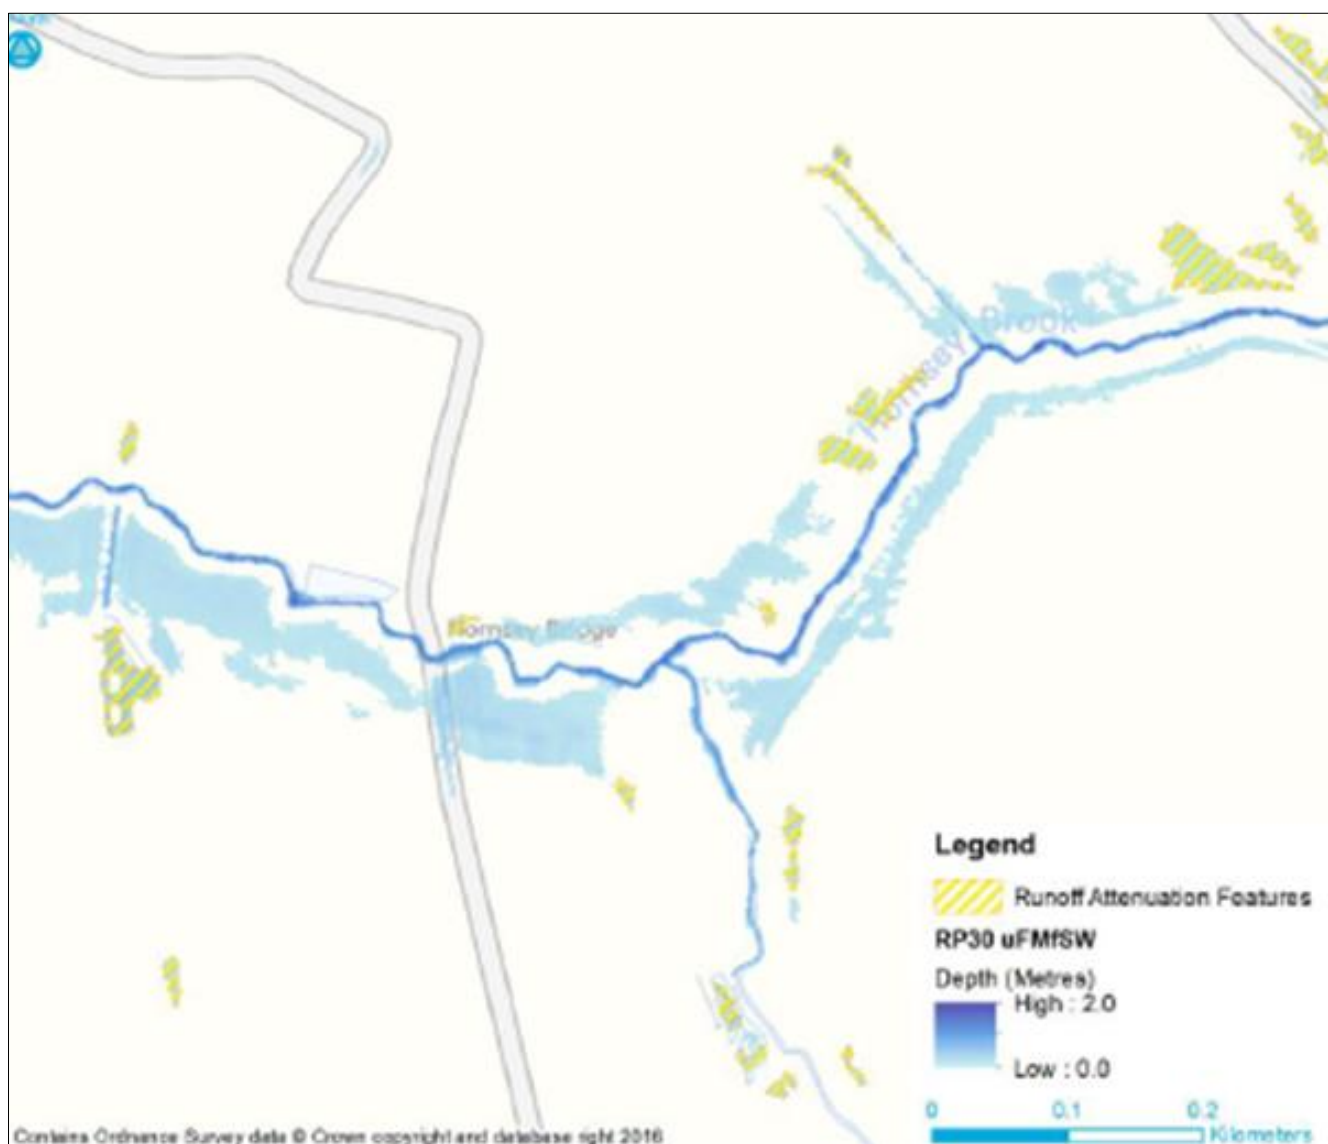 North
Hornsey Brook
Hornsey Bridge
Legend
Runoff Attenuation Features
RP30 uFMfSW
Depth (Metres)
High : 2.0
Low : 0.0
0 0.1 0.2
Kilometers
Contains Ordnance Survey data © Crown copyright and database right 2016